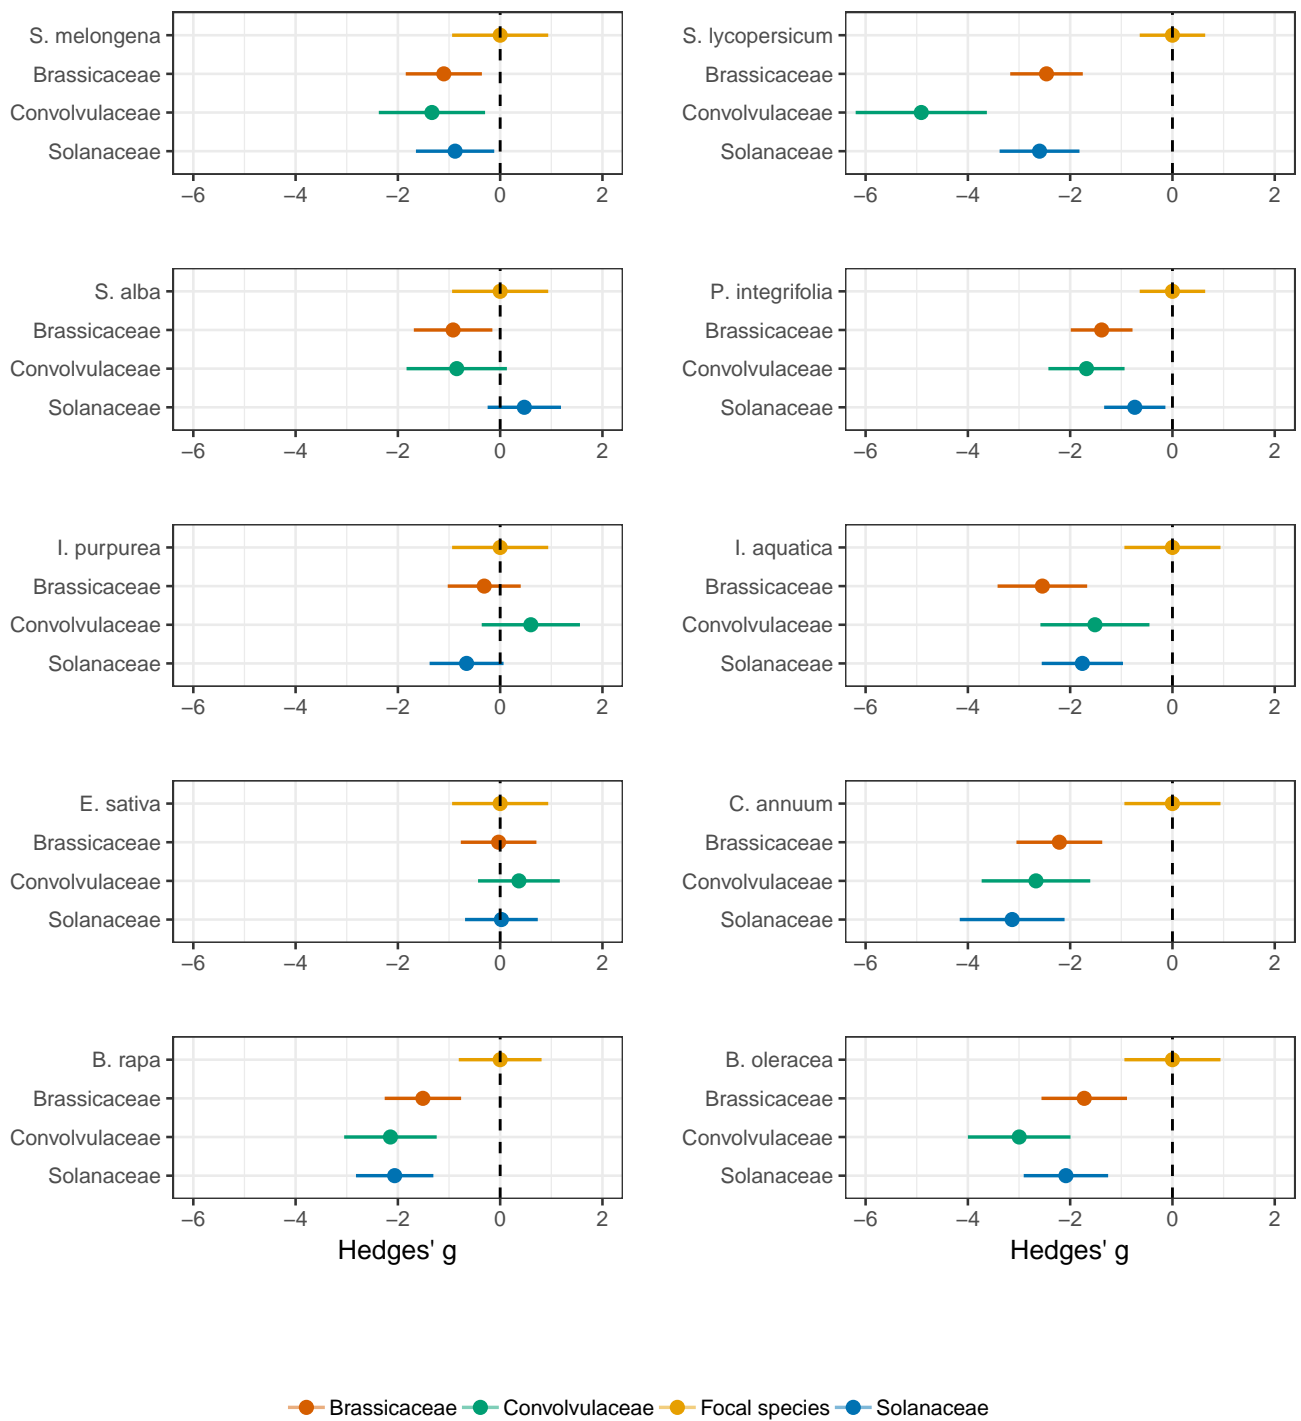 S. melongena
Brassicaceae
Convolvulaceae
Solanaceae
−6 −4 −2 0 2
S. lycopersicum
Brassicaceae
Convolvulaceae
Solanaceae
−6 −4 −2 0 2
S. alba
Brassicaceae
Convolvulaceae
Solanaceae
−6 −4 −2 0 2
P. integrifolia
Brassicaceae
Convolvulaceae
Solanaceae
−6 −4 −2 0 2
I. purpurea
Brassicaceae
Convolvulaceae
Solanaceae
−6 −4 −2 0 2
I. aquatica
Brassicaceae
Convolvulaceae
Solanaceae
−6 −4 −2 0 2
E. sativa
Brassicaceae
Convolvulaceae
Solanaceae
−6 −4 −2 0 2
C. annuum
Brassicaceae
Convolvulaceae
Solanaceae
−6 −4 −2 0 2
B. rapa
Brassicaceae
Convolvulaceae
Solanaceae
−6 −4 −2 0 2
Hedges' g
B. oleracea
Brassicaceae
Convolvulaceae
Solanaceae
−6 −4 −2 0 2
Hedges' g
Brassicaceae Convolvulaceae Focal species Solanaceae